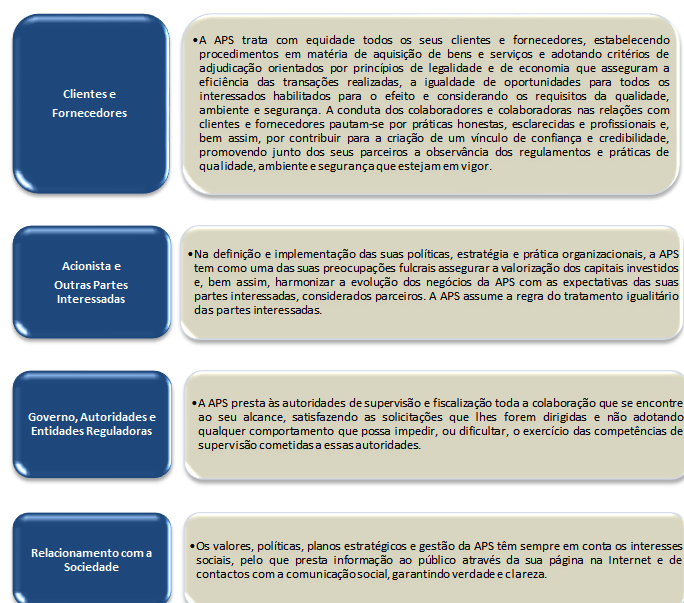 Clientes e
Fornecedores
•A APS trata com equidade todos os seus clientes e fornecedores, estabelecendo
procedimentos em matéria de aquisição de bens e serviços e adotando critérios de
adjudicação orientados por princípios de legalidade e de economia que asseguram a
eficiência das transações realizadas, a igualdade de oportunidades para todos os
interessados habilitados para o efeito e considerando os requisitos da qualidade,
ambiente e segurança. A conduta dos colaboradores e colaboradoras nas relações com
clientes e fornecedores pautam-se por práticas honestas, esclarecidas e profissionais e,
bem assim, por contribuir para a criação de um vínculo de confiança e credibilidade,
promovendo junto dos seus parceiros a observância dos regulamentos e práticas de
qualidade, ambiente e segurança que estejam em vigor.
Acionista e
Outras Partes
Interessadas
•Na definição e implementação das suas políticas, estratégia e prática organizacionais, a APS
tem como uma das suas preocupações fulcrais assegurar a valorização dos capitais investidos
e, bem assim, harmonizar a evolução dos negócios da APS com as expectativas das suas
partes interessadas, considerados parceiros. A APS assume a regra do tratamento igualitário
das partes interessadas.
Governo, Autoridades e
Entidades Reguladoras
•A APS presta às autoridades de supervisão e fiscalização toda a colaboração que se encontre
ao seu alcance, satisfazendo as solicitações que lhes forem dirigidas e não adotando
qualquer comportamento que possa impedir, ou dificultar, o exercício das competências de
supervisão cometidas a essas autoridades.
Relacionamento com a
Sociedade
•Os valores, políticas, planos estratégicos e gestão da APS têm sempre em conta os interesses
sociais, pelo que presta informação ao público através da sua página na Internet e de
contactos com a comunicação social, garantindo verdade e clareza.